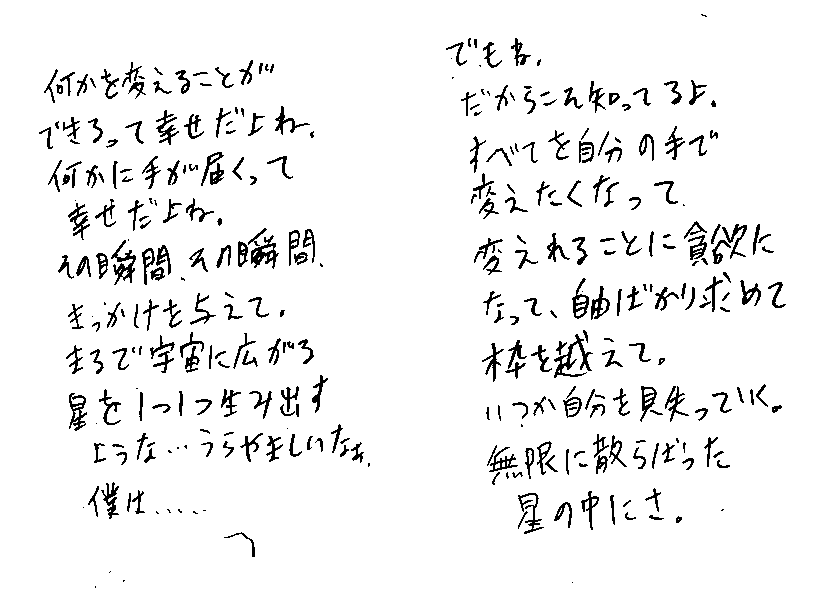 何かを変えることが
できるって幸せだよね。
何かに手が届くって
幸せだよね。
その瞬間、その瞬間、
きっかけを与えて。
まるで宇宙に広がる
星を1つ1つ生み出す
ような…うらやましいなぁ、
僕は.....
でもね、
だからこそ知ってるよ。
すべてを自分の手で
変えたくなって
変えれることに貪欲に
なって、自由ばかり求めて
枠を越えて。
いつか自分を見失っていく。
無限に散らばった
星の中にさ。